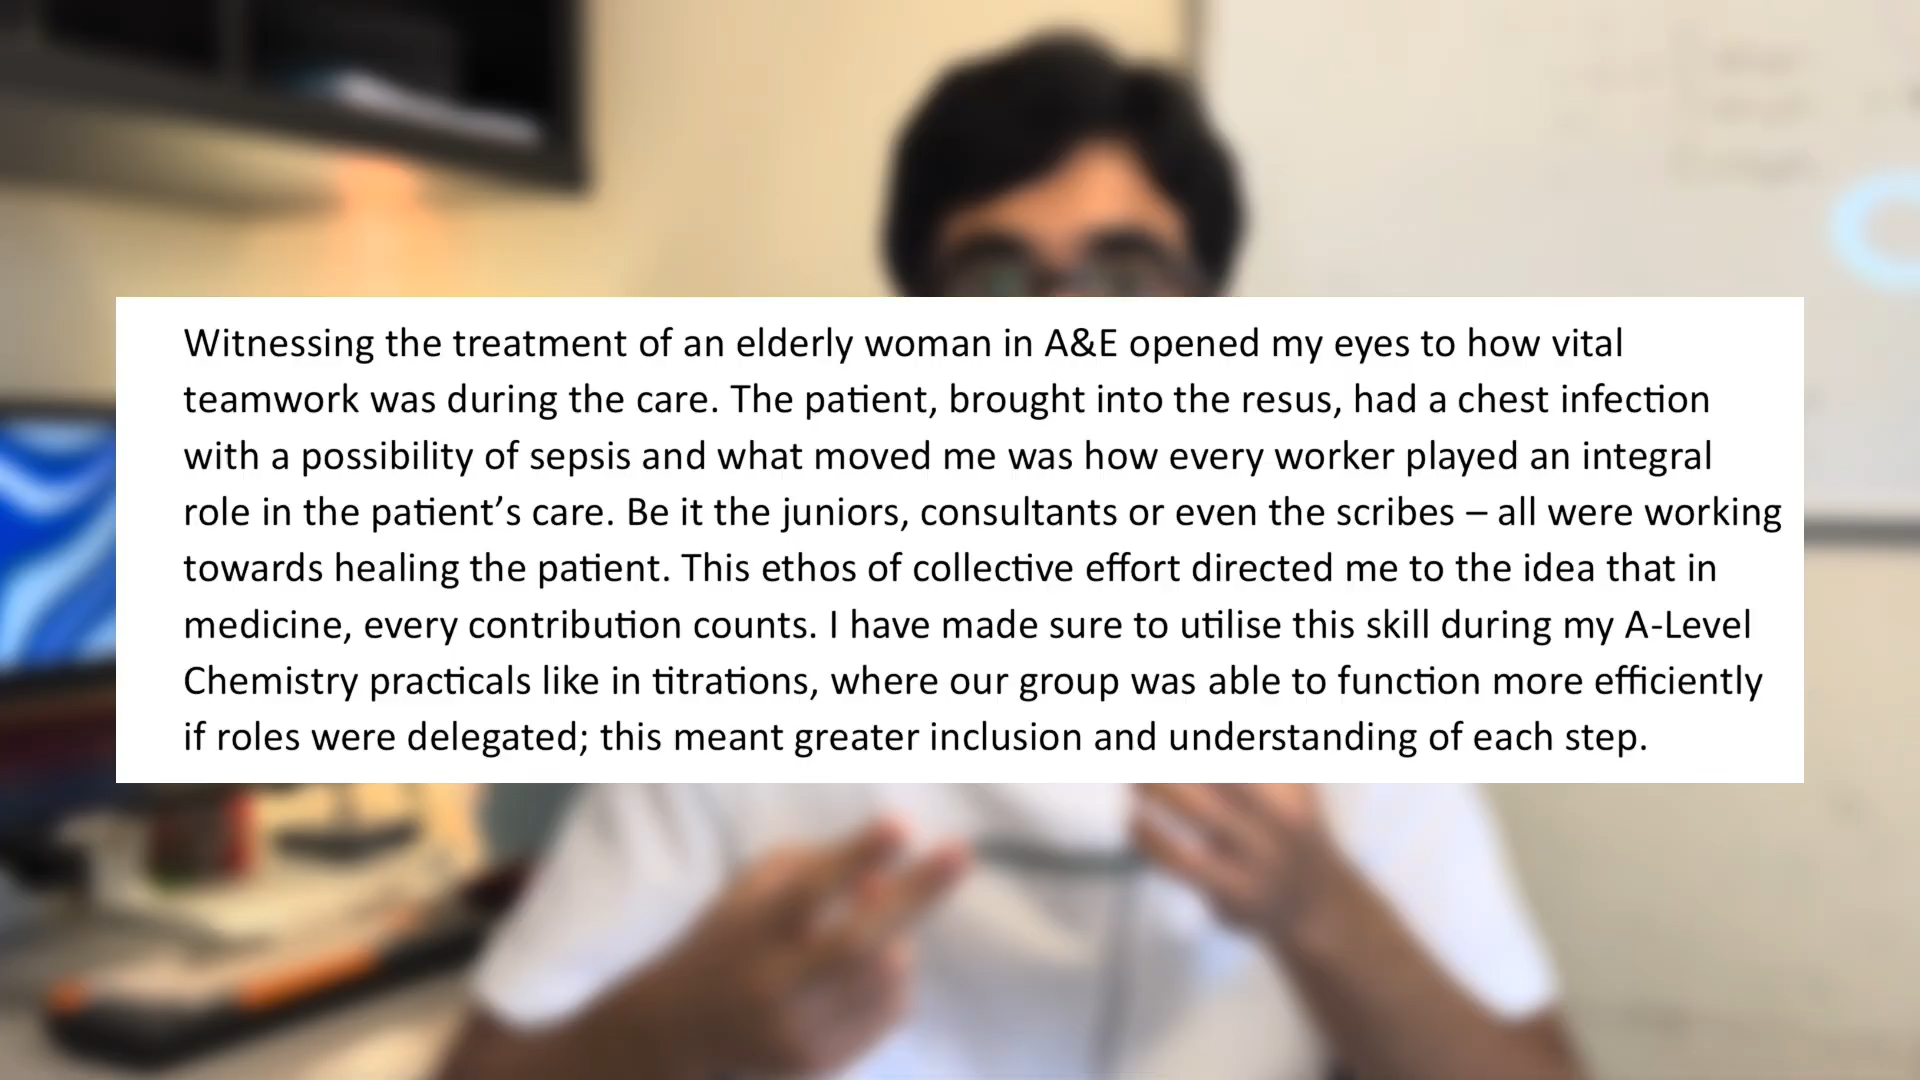 Witnessing the treatment of an elderly woman in A&E opened my eyes to how vital
teamwork was during the care. The patient, brought into the resus, had a chest infection
with a possibility of sepsis and what moved me was how every worker played an integral
role in the patient’s care. Be it the juniors, consultants or even the scribes – all were working
towards healing the patient. This ethos of collective effort directed me to the idea that in
medicine, every contribution counts. I have made sure to utilise this skill during my A-Level
Chemistry practicals like in titrations, where our group was able to function more efficiently
if roles were delegated; this meant greater inclusion and understanding of each step.